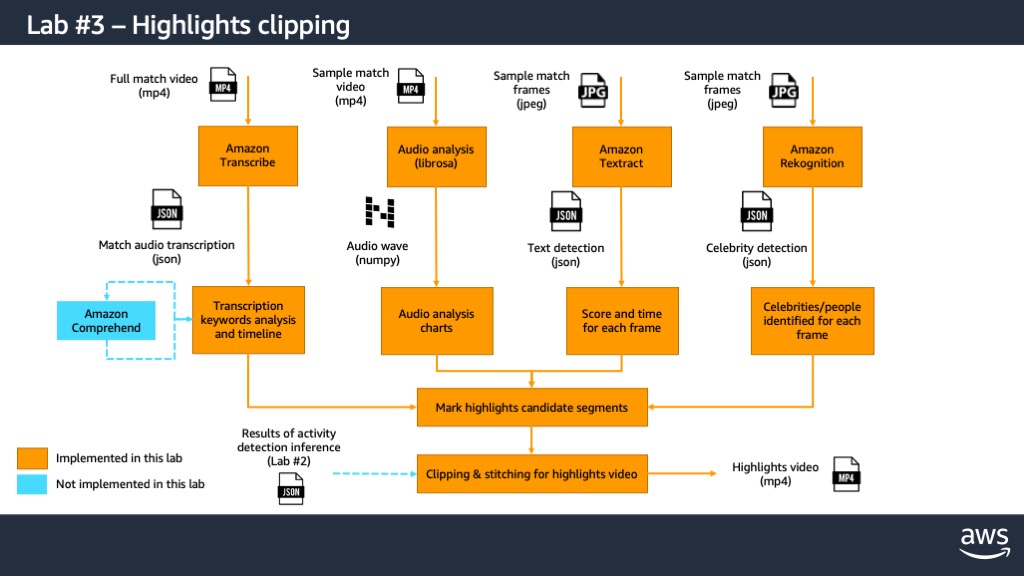 Lab #3 – Highlights clipping
Full match video
(mp4)
MP4
Sample match
video
(mp4)
MP4
Sample match
frames
(jpeg)
JPG
Sample match
frames
(jpeg)
JPG
Amazon
Transcribe
Audio analysis
(librosa)
Amazon
Textract
Amazon
Rekognition
JSON
Match audio transcription
(json)
Audio wave
(numpy)
JSON
Text detection
(json)
JSON
Celebrity detection
(json)
Amazon
Comprehend
Transcription
keywords analysis
and timeline
Audio analysis
charts
Score and time
for each frame
Celebrities/people
identified for each
frame
Mark highlights candidate segments
Results of activity
detection inference
(Lab #2)
JSON
Clipping & stitching for highlights video
Highlights video
(mp4)
MP4
Implemented in this lab
Not implemented in this lab
aws